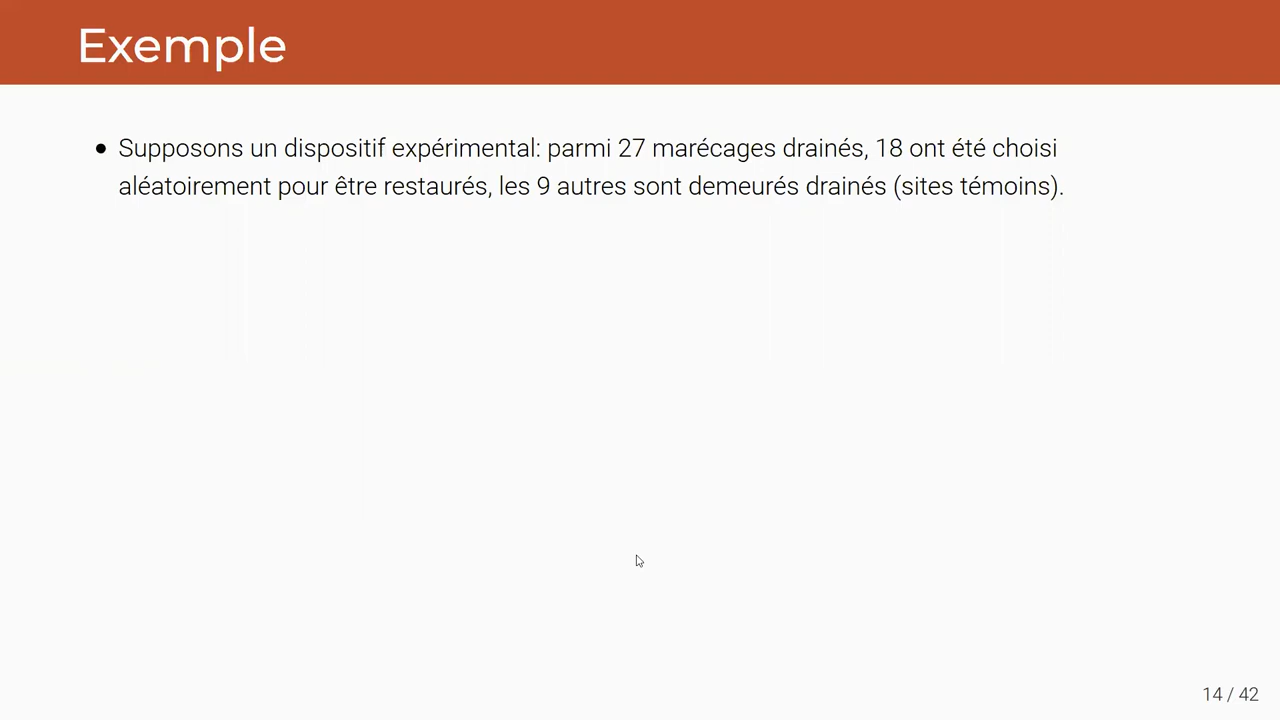 Exemple
• Supposons un dispositif expérimental: parmi 27 marécages drainés, 18 ont été choisi
aléatoirement pour être restaurés, les 9 autres sont demeurés drainés (sites témoins).
14 / 42